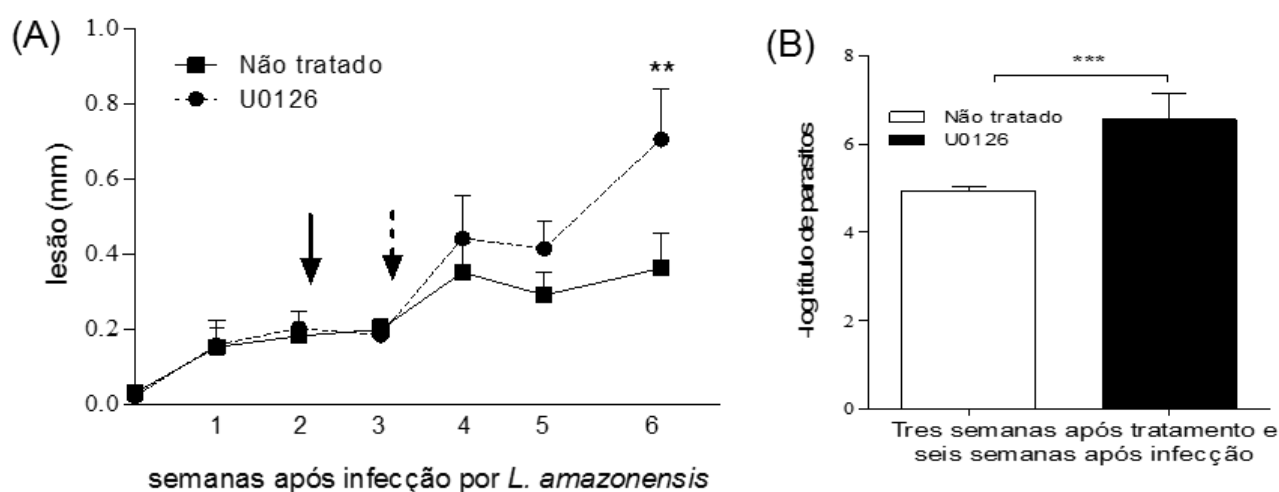 (A)
1.0
0.8
0.6
0.4
0.2
0.0
lesão (mm)
Não tratado
U0126
**
1 2 3 4 5 6
semanas após infecção por L. amazonensis
(B)
8
6
4
2
0
-log título de parasitos
***
Não tratado
U0126
Tres semanas após tratamento e
seis semanas após infecção